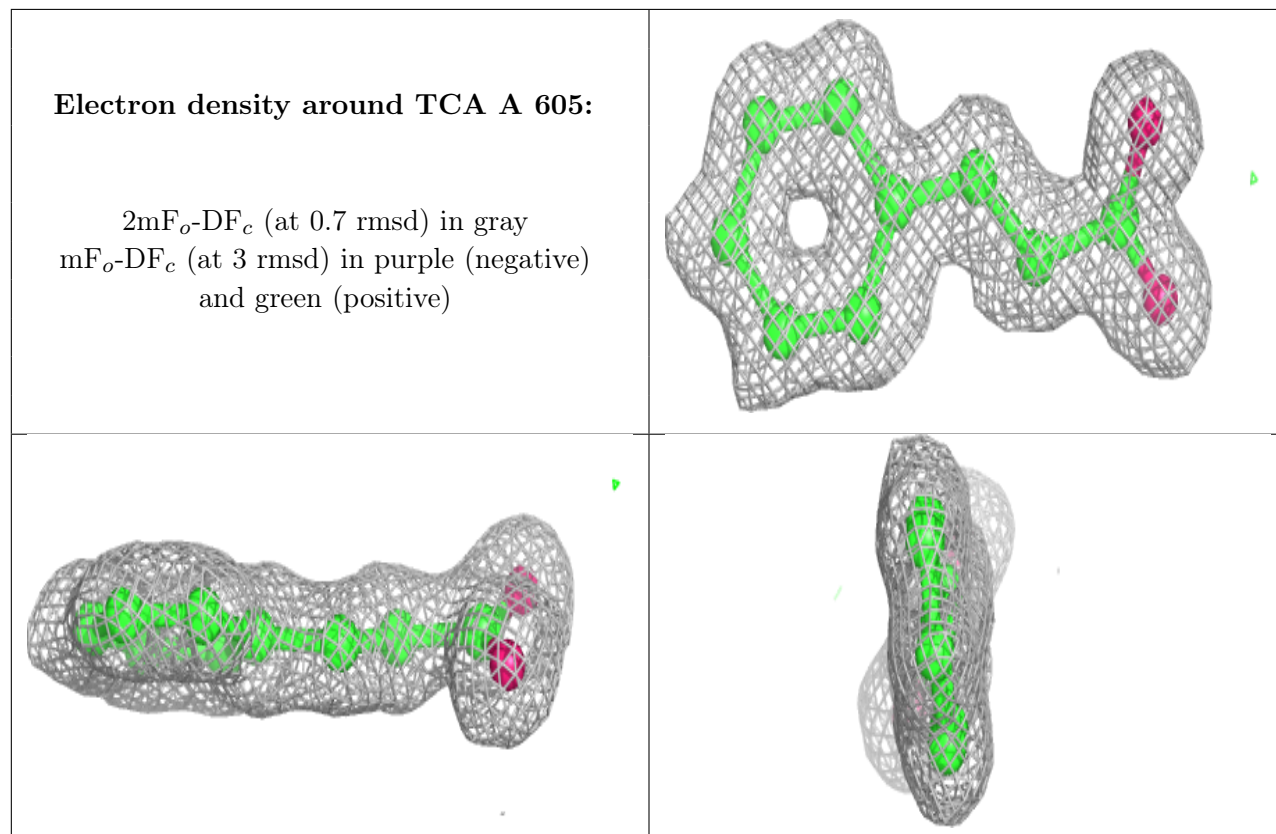 Electron density around TCA A 605:
2mFo-DFc (at 0.7 rmsd) in gray
mFo-DFc (at 3 rmsd) in purple (negative)
and green (positive)